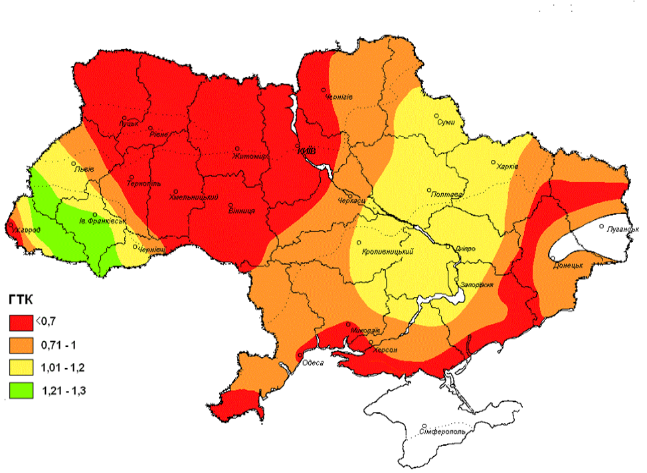 Чернігів
Суми
Луцьк
Рівне
Київ
Житомир
Харків
Львів
Тернопіль
Хмельницький
Полтава
Вінниця
Черкаси
Ів.Франківськ
Ужгород
Луганськ
Чернівці
Кропивницький
Дніпро
Донецьк
Запоріжжя
ГТК
<0,7
0,71 - 1
1,01 - 1,2
1,21 - 1,3
Миколаїв
Херсон
Одеса
Сімферополь